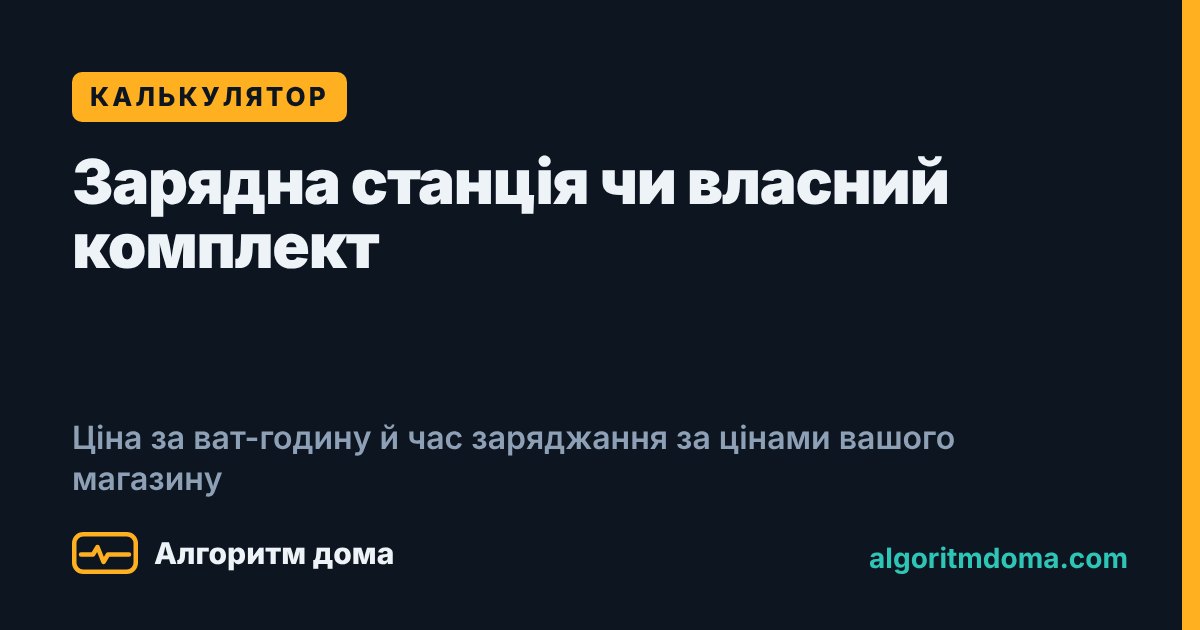 КАЛЬКУЛЯТОР
Зарядна станція чи власний
комплект
Ціна за ват-годину й час заряджання за цінами вашого
магазину
Алгоритм дома
algoritmdoma.com